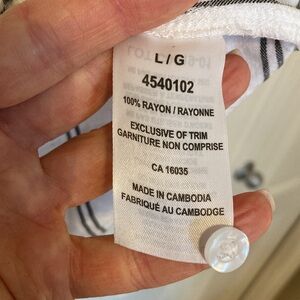 L / G
4540102
100% RAYON / RAYONNE
EXCLUSIVE OF TRIM
GARNITURE NON COMPRISE
CA 16035
MADE IN CAMBODIA
FABRIQUÉ AU CAMBODGE